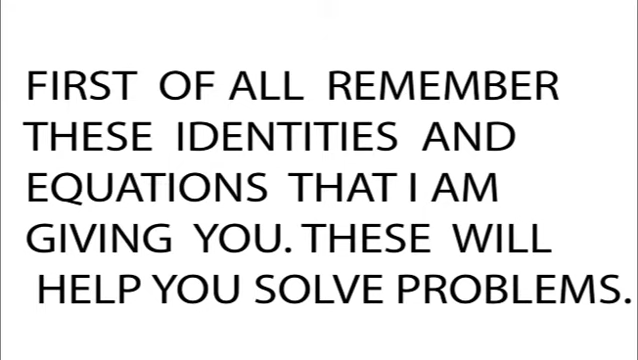 FIRST OF ALL REMEMBER
THESE IDENTITIES AND
EQUATIONS THAT I AM
GIVING YOU. THESE WILL
HELP YOU SOLVE PROBLEMS.